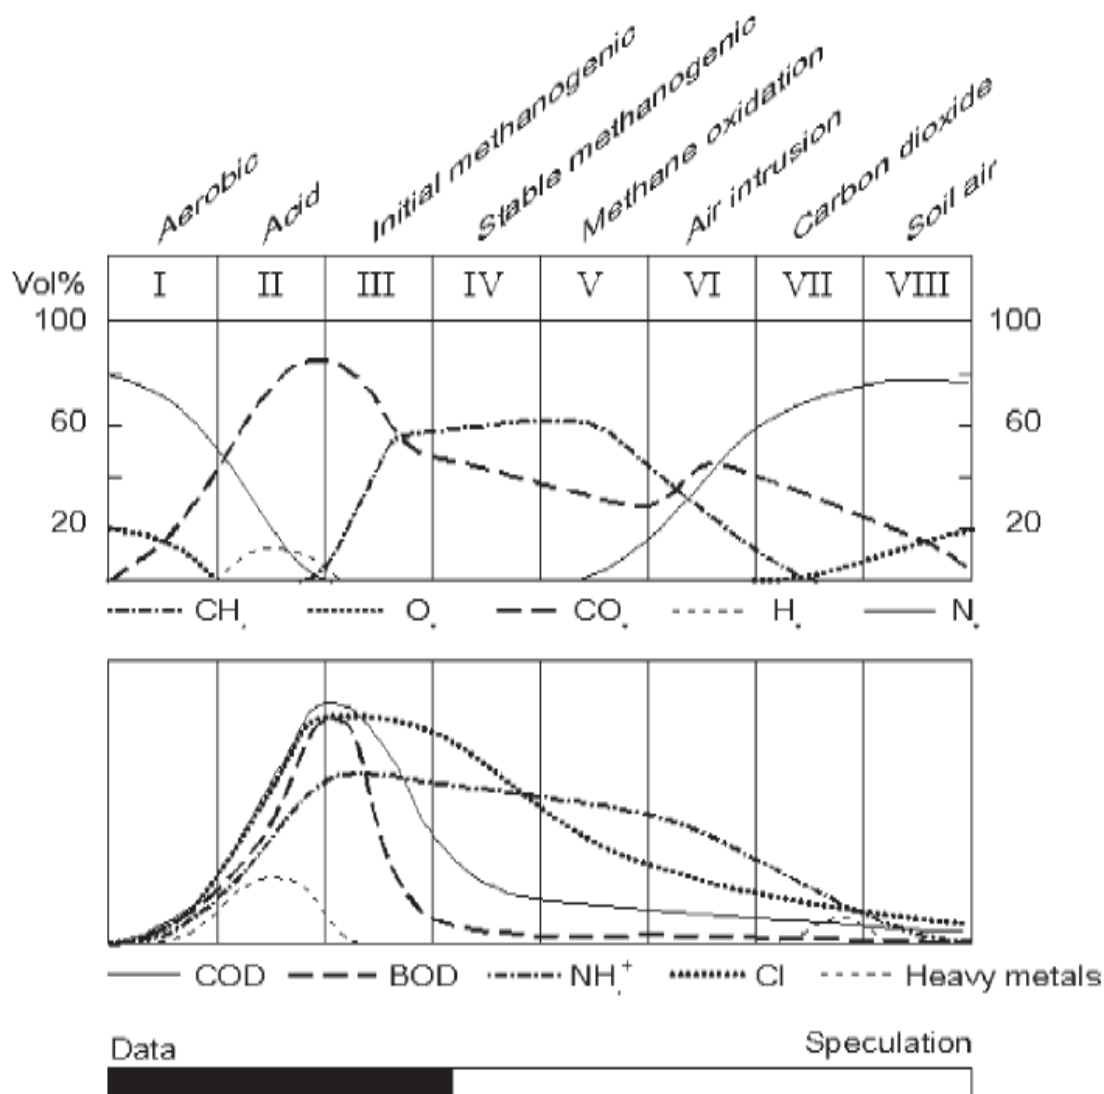 Aerobic
Acid
Initial methanogenic
Stable methanogenic
Methane oxidation
Air intrusion
Carbon dioxide
Soil air
Vol% I II III IV V VI VII VIII
100 100
60 60
20 20
CH. O. CO. H. N.
COD BOD NH.+ Cl Heavy metals
Data Speculation